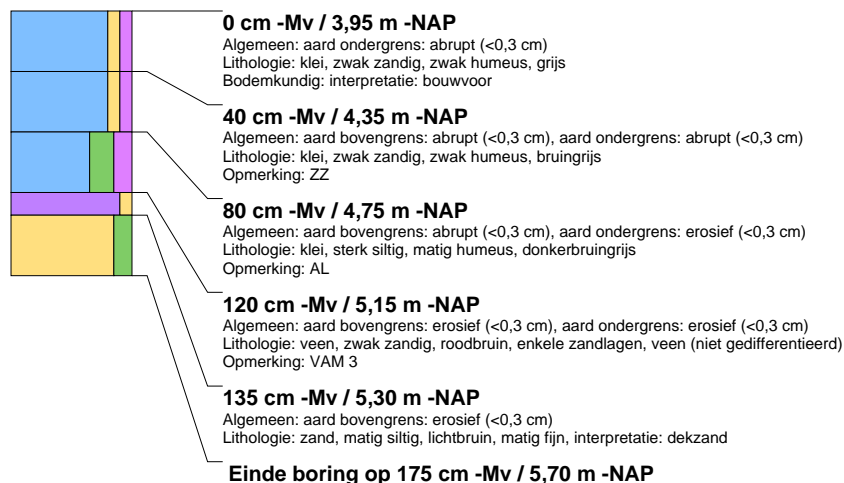 0 cm -Mv / 3,95 m -NAP
Algemeen: aard ondergrens: abrupt (<0,3 cm)
Lithologie: klei, zwak zandig, zwak humeus, grijs
Bodemkundig: interpretatie: bouwvoor
40 cm -Mv / 4,35 m -NAP
Algemeen: aard bovengrens: abrupt (<0,3 cm), aard ondergrens: abrupt (<0,3 cm)
Lithologie: klei, zwak zandig, zwak humeus, bruingrijs
Opmerking: ZZ
80 cm -Mv / 4,75 m -NAP
Algemeen: aard bovengrens: abrupt (<0,3 cm), aard ondergrens: erosief (<0,3 cm)
Lithologie: klei, sterk siltig, matig humeus, donkerbruingrijs
Opmerking: AL
120 cm -Mv / 5,15 m -NAP
Algemeen: aard bovengrens: erosief (<0,3 cm), aard ondergrens: erosief (<0,3 cm)
Lithologie: veen, zwak zandig, roodbruin, enkele zandlagen, veen (niet gedifferentieerd)
Opmerking: VAM 3
135 cm -Mv / 5,30 m -NAP
Algemeen: aard bovengrens: erosief (<0,3 cm)
Lithologie: zand, matig siltig, lichtbruin, matig fijn, interpretatie: dekzand
Einde boring op 175 cm -Mv / 5,70 m -NAP